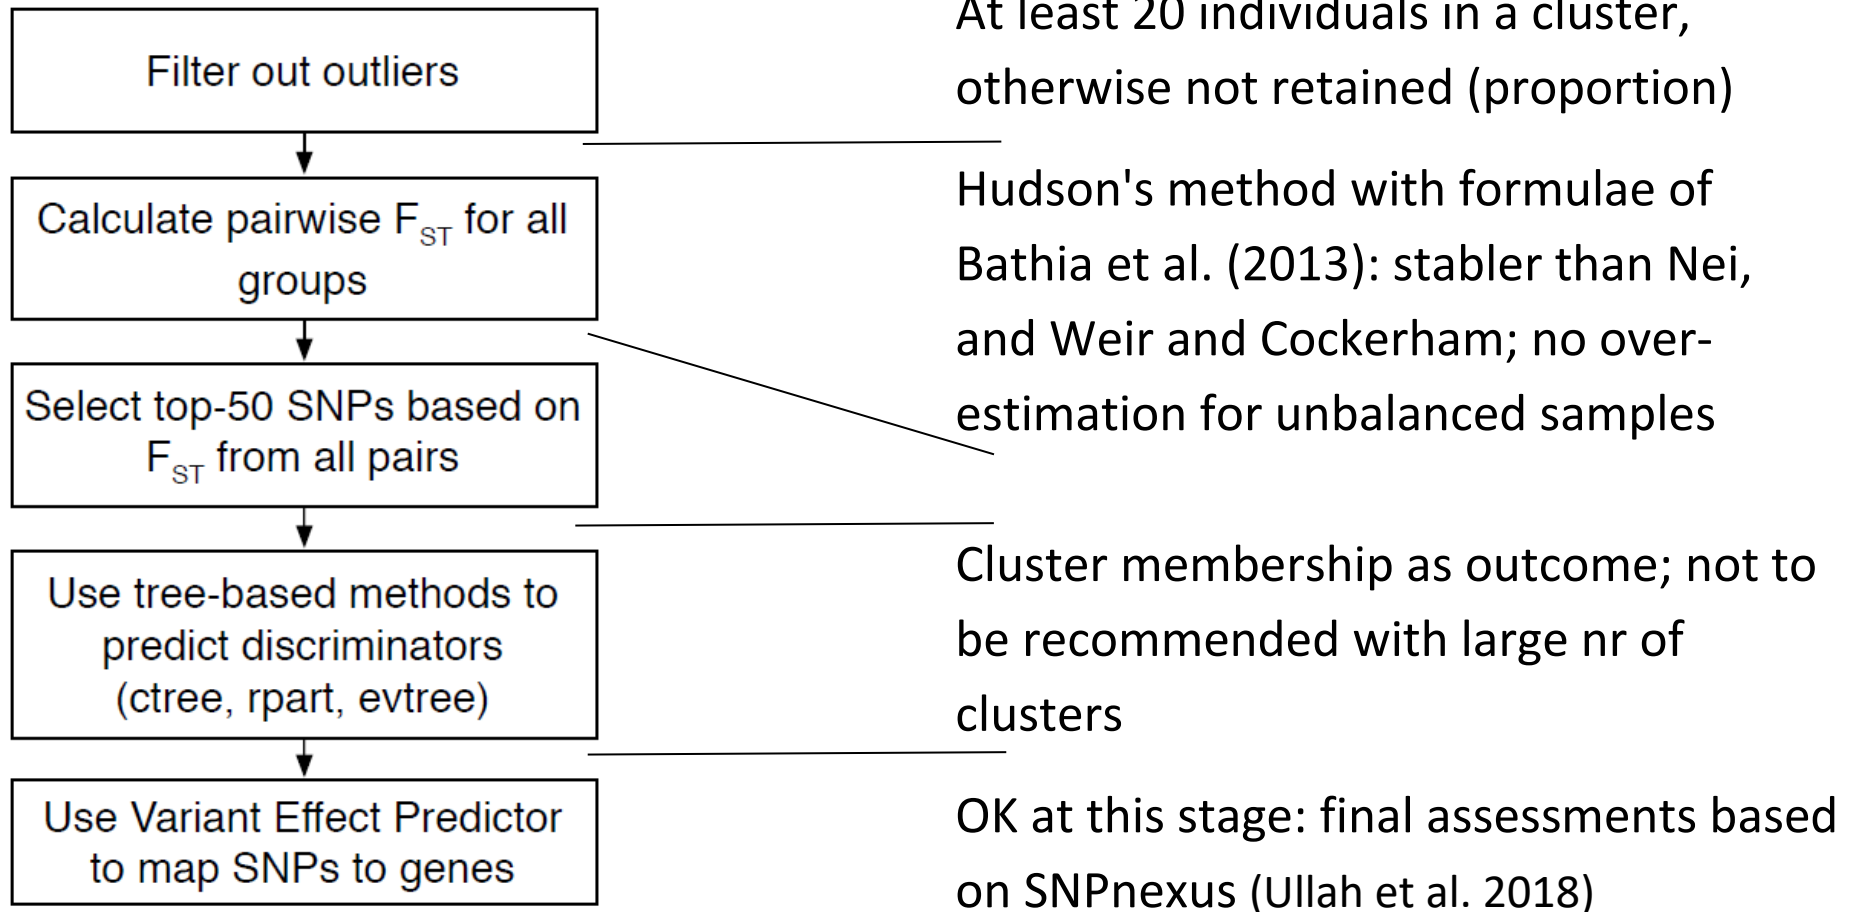 Filter out outliers
Calculate pairwise FST for all
groups
Select top-50 SNPs based on
FST from all pairs
Use tree-based methods to
predict discriminators
(ctree, rpart, evtree)
Use Variant Effect Predictor
to map SNPs to genes
At least 20 individuals in a cluster,
otherwise not retained (proportion)
Hudson's method with formulae of
Bathia et al. (2013): stabler than Nei,
and Weir and Cockerham; no over-
estimation for unbalanced samples
Cluster membership as outcome; not to
be recommended with large nr of
clusters
OK at this stage: final assessments based
on SNPnexus (Ullah et al. 2018)